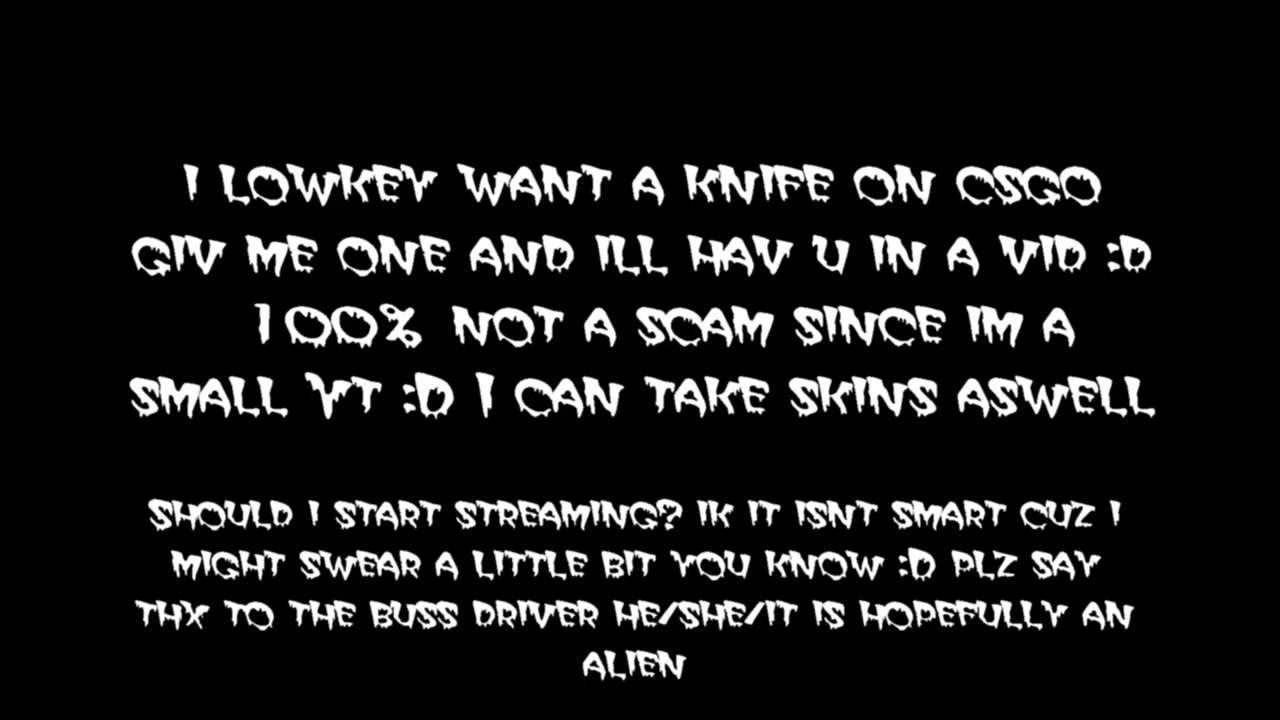 I LOWKEY WANT A KNIFE ON CSGO
GIV ME ONE AND ILL HAV U IN A VID :D
100% NOT A SCAM SINCE IM A
SMALL YT :D I CAN TAKE SKINS ASWELL
SHOULD I START STREAMING? IK IT ISNT SMART CUZ I
MIGHT SWEAR A LITTLE BIT YOU KNOW :D PLZ SAY
THX TO THE BUSS DRIVER HE/SHE/IT IS HOPEFULLY AN
ALIEN